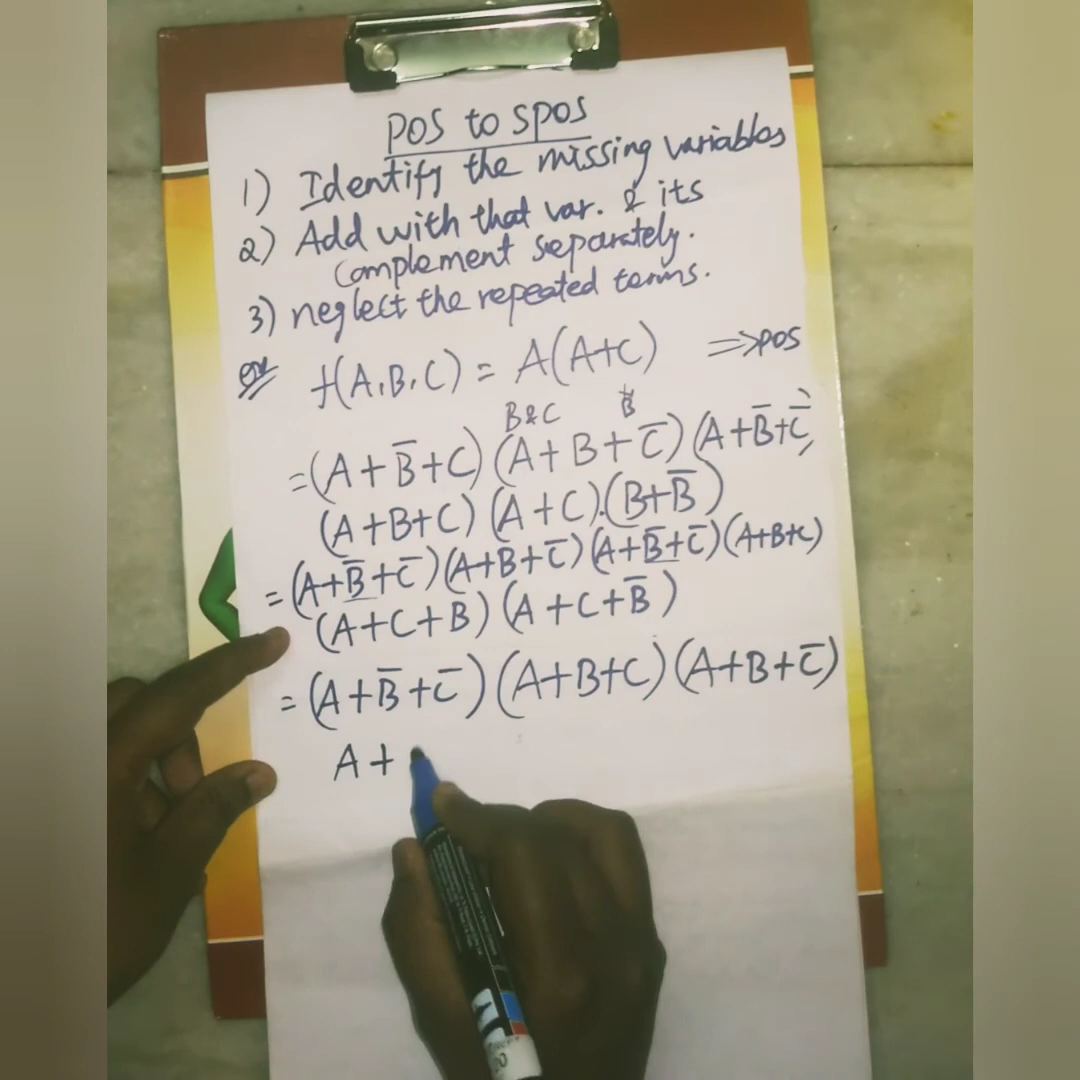 POS to SPOS
1) Identify the missing variables
2) Add with that var. & its
complement separately.
3) neglect the repeated terms.
f(A,B,C) = A(A+C) ⇒ POS
B&C B
=(A+B̅+C)(A+B+C̅)(A+B̅+C̅)
(A+B+C)(A+C).(B+B̅)
=(A+B̅+C̅)(A+B+C̅)(A+B̅+C̅)(A+B+C)
(A+C+B)(A+C+B̅)
=(A+B̅+C̅)(A+B+C)(A+B+C̅)
A+